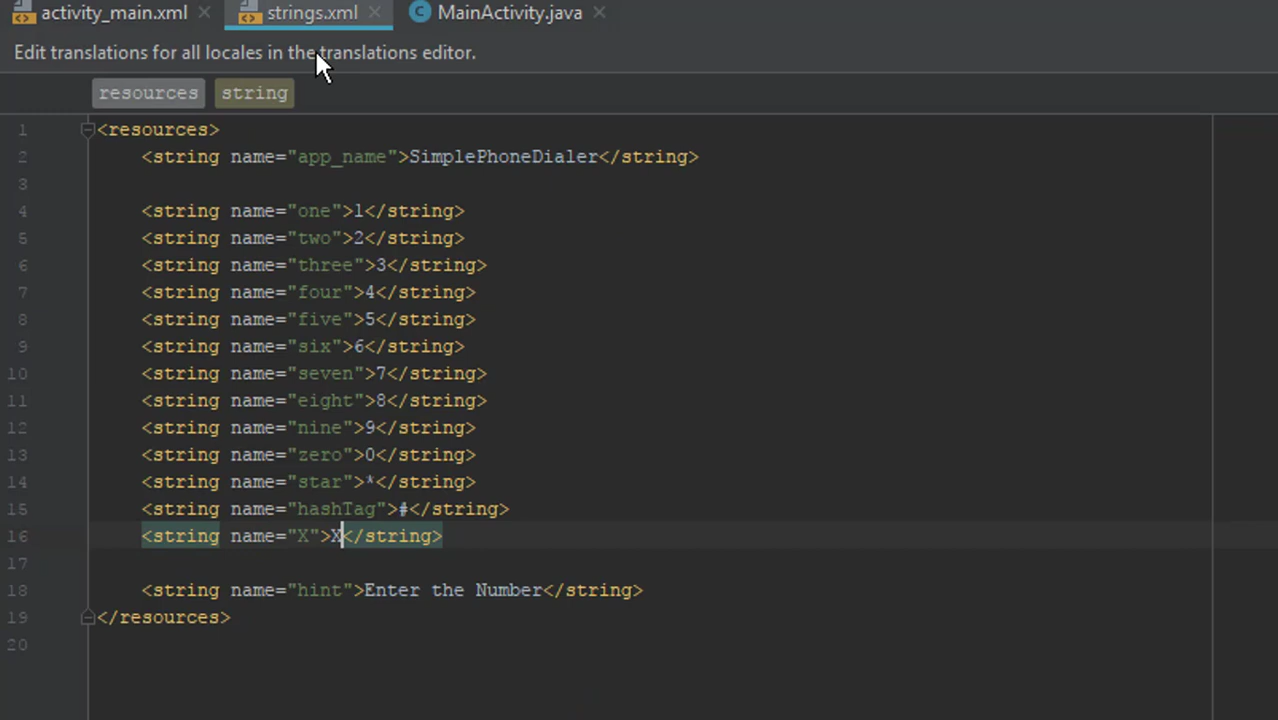 activity_main.xml strings.xml MainActivity.java
Edit translations for all locales in the translations editor.
resources string
1 <resources>
2 <string name="app_name">SimplePhoneDialer</string>
3
4 <string name="one">1</string>
5 <string name="two">2</string>
6 <string name="three">3</string>
7 <string name="four">4</string>
8 <string name="five">5</string>
9 <string name="six">6</string>
10 <string name="seven">7</string>
11 <string name="eight">8</string>
12 <string name="nine">9</string>
13 <string name="zero">0</string>
14 <string name="star">*</string>
15 <string name="hashTag">#</string>
16 <string name="X">X</string>
17
18 <string name="hint">Enter the Number</string>
19 </resources>
20